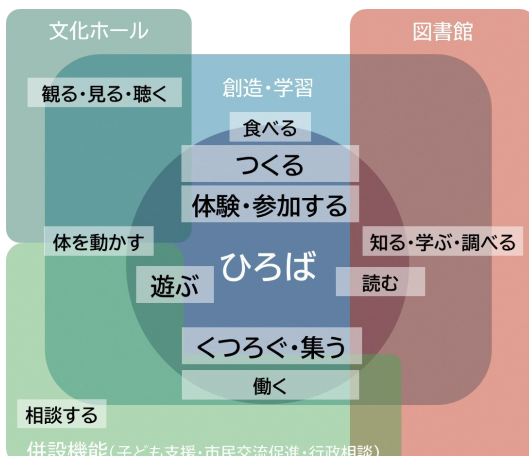 文化ホール
図書館
観る・見る・聴く
創造・学習
食べる
つくる
体験・参加する
体を動かす
知る・学ぶ・調べる
ひろば
遊ぶ
読む
くつろぐ・集う
働く
相談する
併設機能(子ども支援・市民交流促進・行政相談)